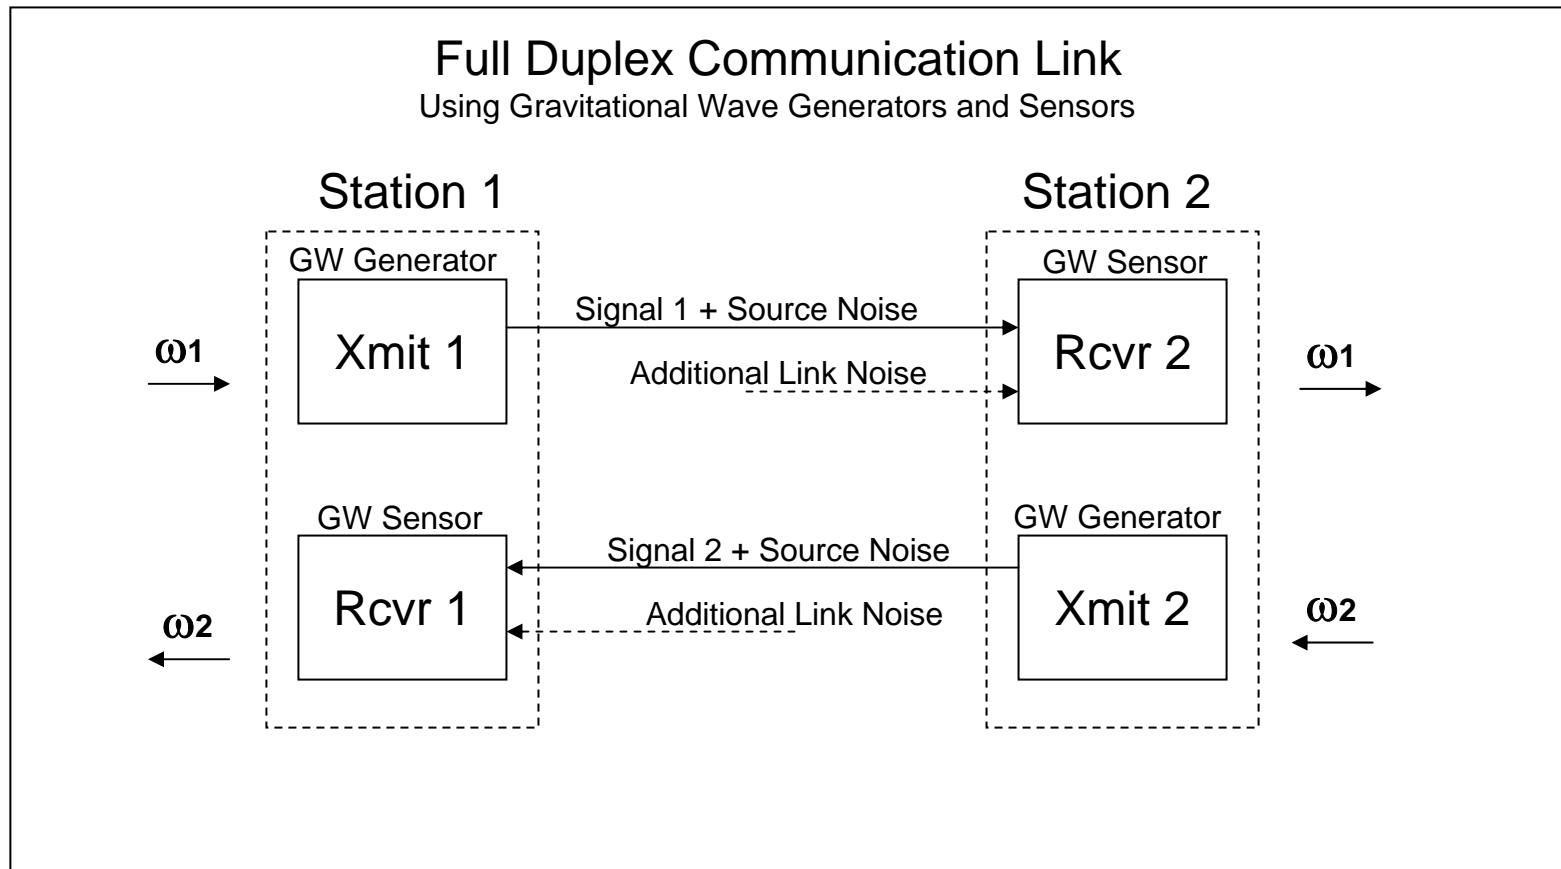 Full Duplex Communication Link
Using Gravitational Wave Generators and Sensors
Station 1
Station 2
GW Generator
GW Sensor
Signal 1 + Source Noise
Xmit 1
Rcvr 2
ω1
ω1
Additional Link Noise
GW Sensor
GW Generator
Signal 2 + Source Noise
Rcvr 1
Xmit 2
Additional Link Noise
ω2
ω2